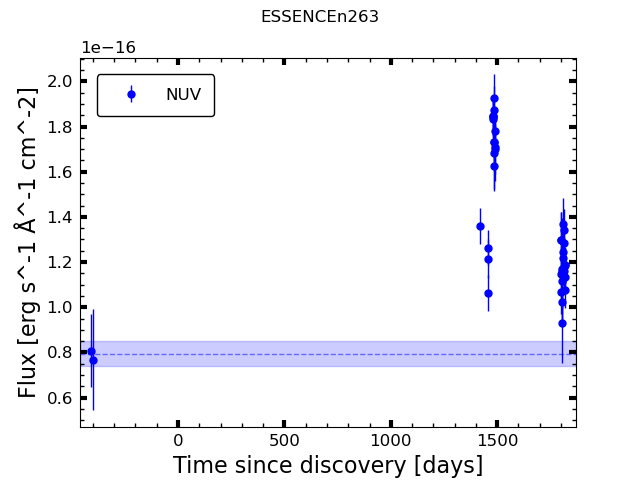 ESSENCEn263
1e−16
NUV
2.0
1.8
1.6
1.4
1.2
1.0
0.8
0.6
Flux [erg s^-1 Å^-1 cm^-2]
0 500 1000 1500
Time since discovery [days]